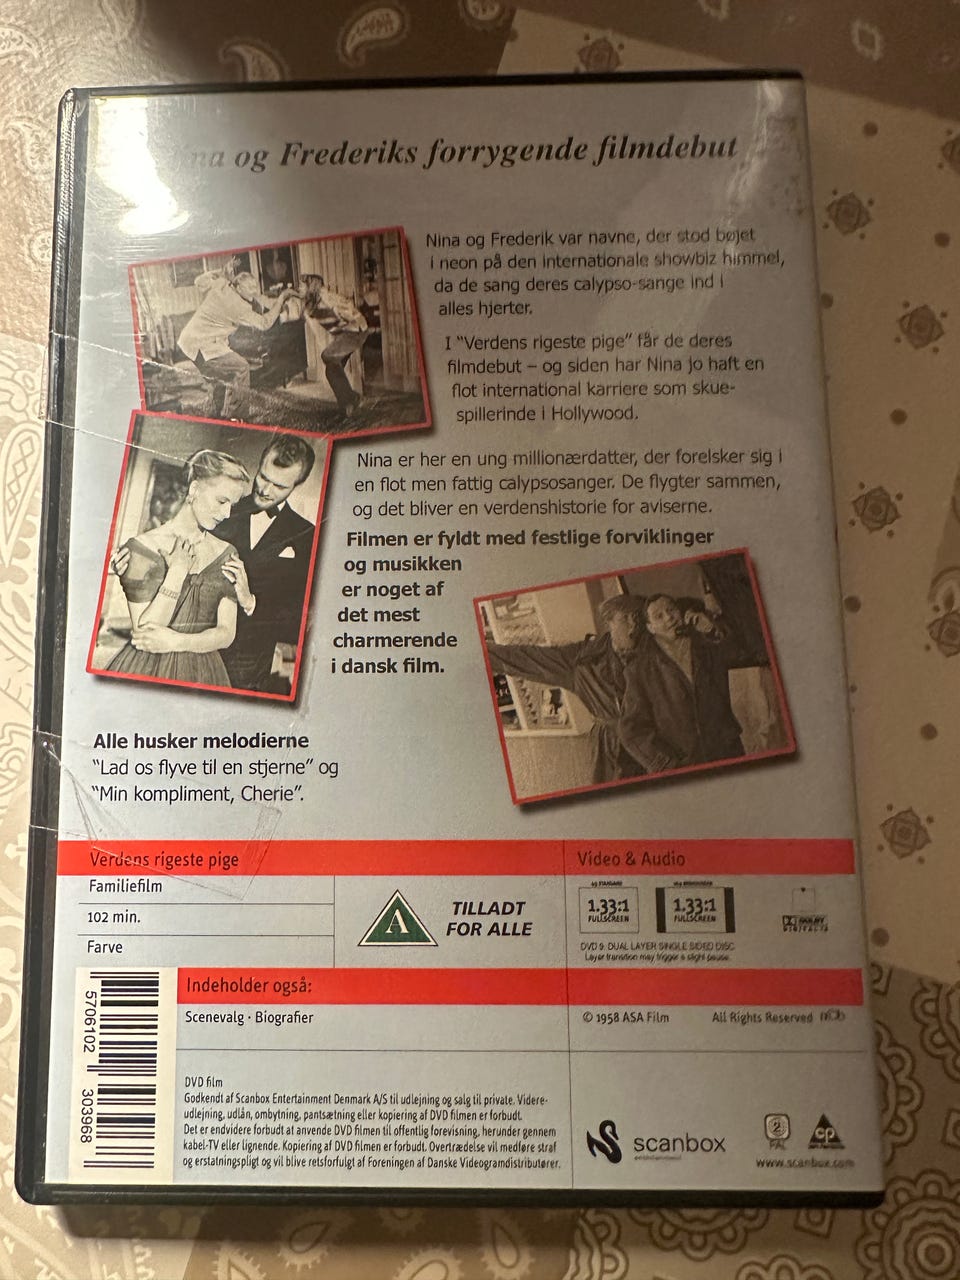 Nina og Frederiks forrygende filmdebut
Nina og Frederik var navne, der stod bøjet
i neon på den internationale showbiz himmel,
da de sang deres calypso-sange ind i
alles hjerter.
I "Verdens rigeste pige" får de deres
filmdebut – og siden har Nina jo haft en
flot international karriere som skue-
spillerinde i Hollywood.
Nina er her en ung millionærdatter, der forelsker sig i
en flot men fattig calypsosanger. De flygter sammen,
og det bliver en verdenshistorie for aviserne.
Filmen er fyldt med festlige forviklinger
og musikken
er noget af
det mest
charmerende
i dansk film.
Alle husker melodierne
"Lad os flyve til en stjerne" og
"Min kompliment, Cherie".
Verdens rigeste pige
Familiefilm
102 min.
Farve
A
TILLADT
FOR ALLE
Video & Audio
4:3 STANDARD
1.33:1
FULLSCREEN
1.33:1
FULLSCREEN
DOLBY
DIGITAL
DVD 9: DUAL LAYER SINGLE SIDED DISC
Layer transition may trigger a slight pause.
Indeholder også:
Scenevalg · Biografier
© 1958 ASA Film
All Rights Reserved
ncb
5706102 303968
DVD film
Godkendt af Scanbox Entertainment Danmark A/S til udlejning og salg til private. Videre-
udlejning, udlån, ombytning, pantsætning eller kopiering af DVD filmen er forbudt.
Det er endvidere forbudt at anvende DVD filmen til offentlig forevisning, herunder gennem
kabel-TV eller lignende. Kopiering af DVD filmen er forbudt. Overtrædelse vil medføre straf
og erstatningspligt og vil blive retsforfulgt af Foreningen af Danske Videogramdistributører.
scanbox
entertainment
2
PAL
cp
www.scanbox.com